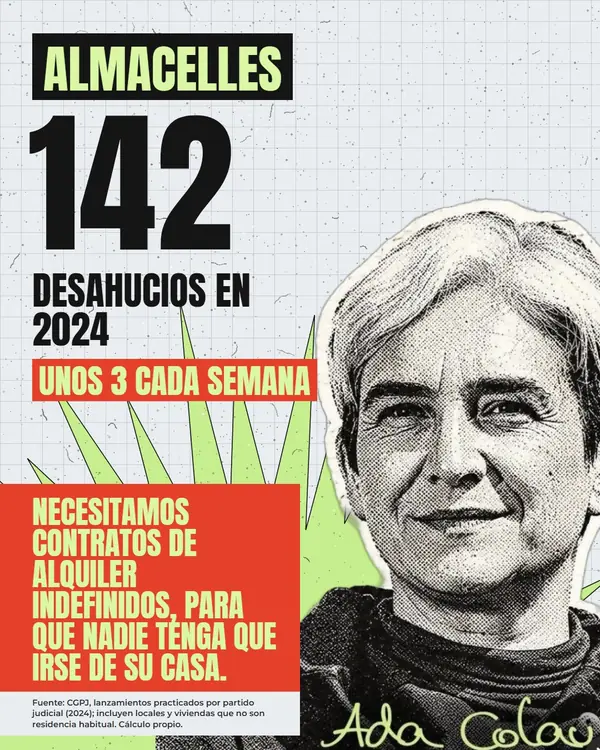 ALMACELLES
142
DESAHUCIOS EN
2024
UNOS 3 CADA SEMANA
NECESITAMOS
CONTRATOS DE
ALQUILER
INDEFINIDOS, PARA
QUE NADIE TENGA QUE
IRSE DE SU CASA.
Fuente: CGPJ, lanzamientos practicados por partido
judicial (2024); incluyen locales y viviendas que no son
residencia habitual. Cálculo propio.
Ada Colau